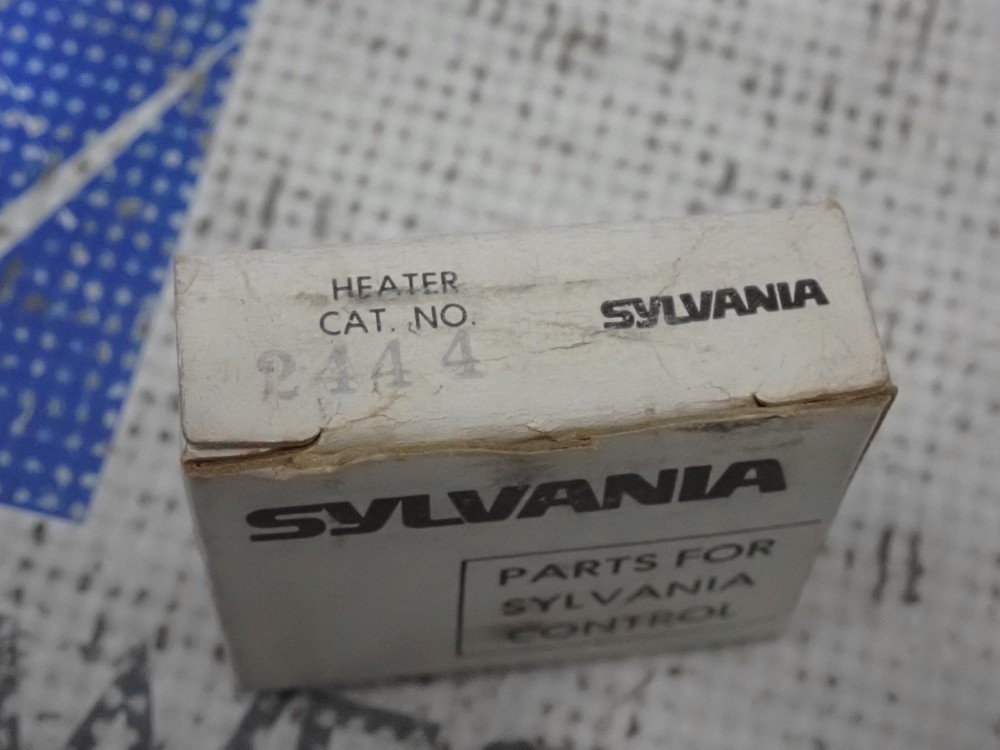 HEATER
CAT. NO.
2444
SYLVANIA
SYLVANIA
PARTS FOR
SYLVANIA
CONTROL